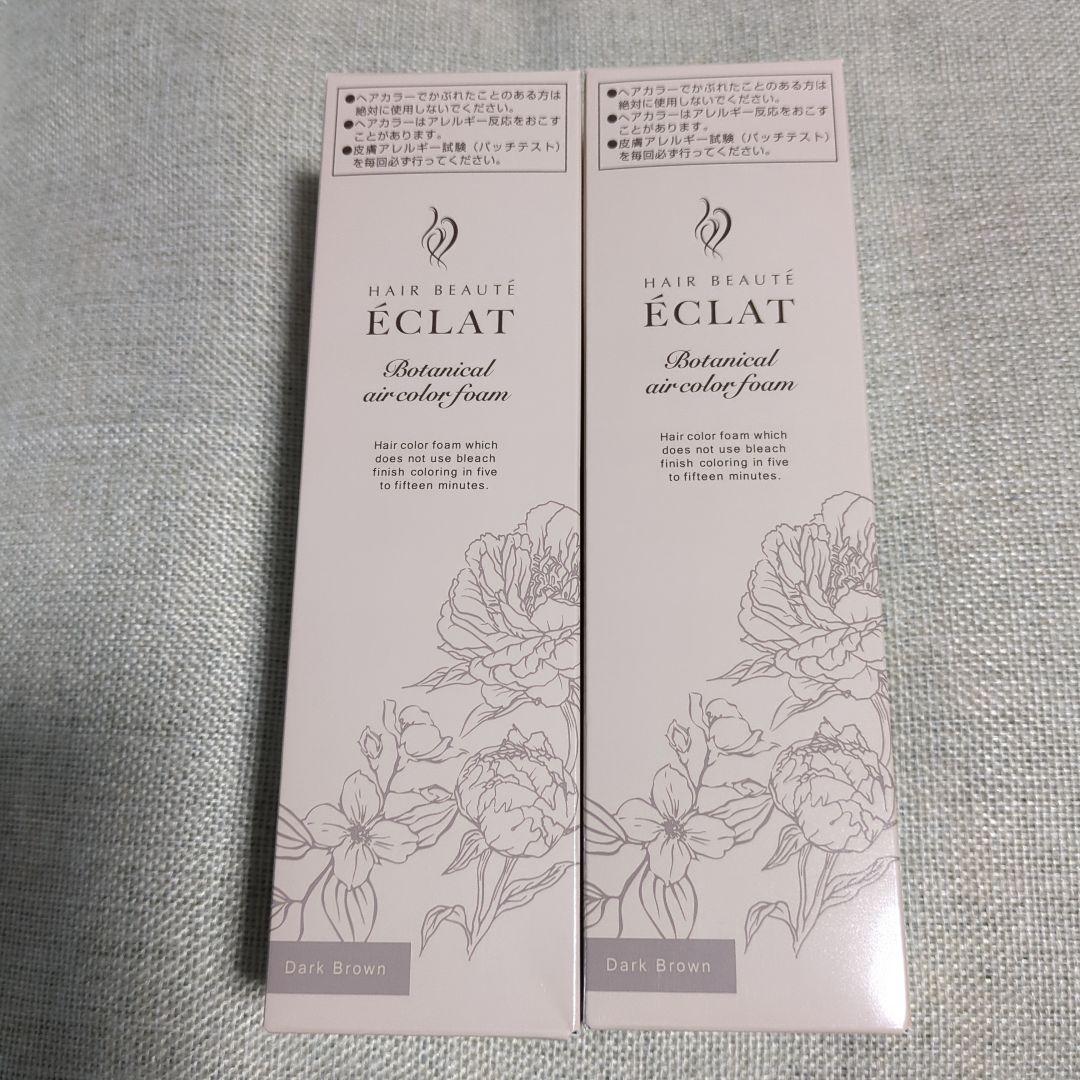 ●ヘアカラーでかぶれたことのある方は
絶対に使用しないでください。
●ヘアカラーはアレルギー反応をおこす
ことがあります。
●皮膚アレルギー試験（パッチテスト）
を毎回必ず行ってください。
HAIR BEAUTÉ
ÉCLAT
Botanical
air color foam
Hair color foam which
does not use bleach
finish coloring in five
to fifteen minutes.
Dark Brown
●ヘアカラーでかぶれたことのある方は
絶対に使用しないでください。
●ヘアカラーはアレルギー反応をおこす
ことがあります。
●皮膚アレルギー試験（パッチテスト）
を毎回必ず行ってください。
HAIR BEAUTÉ
ÉCLAT
Botanical
air color foam
Hair color foam which
does not use bleach
finish coloring in five
to fifteen minutes.
Dark Brown